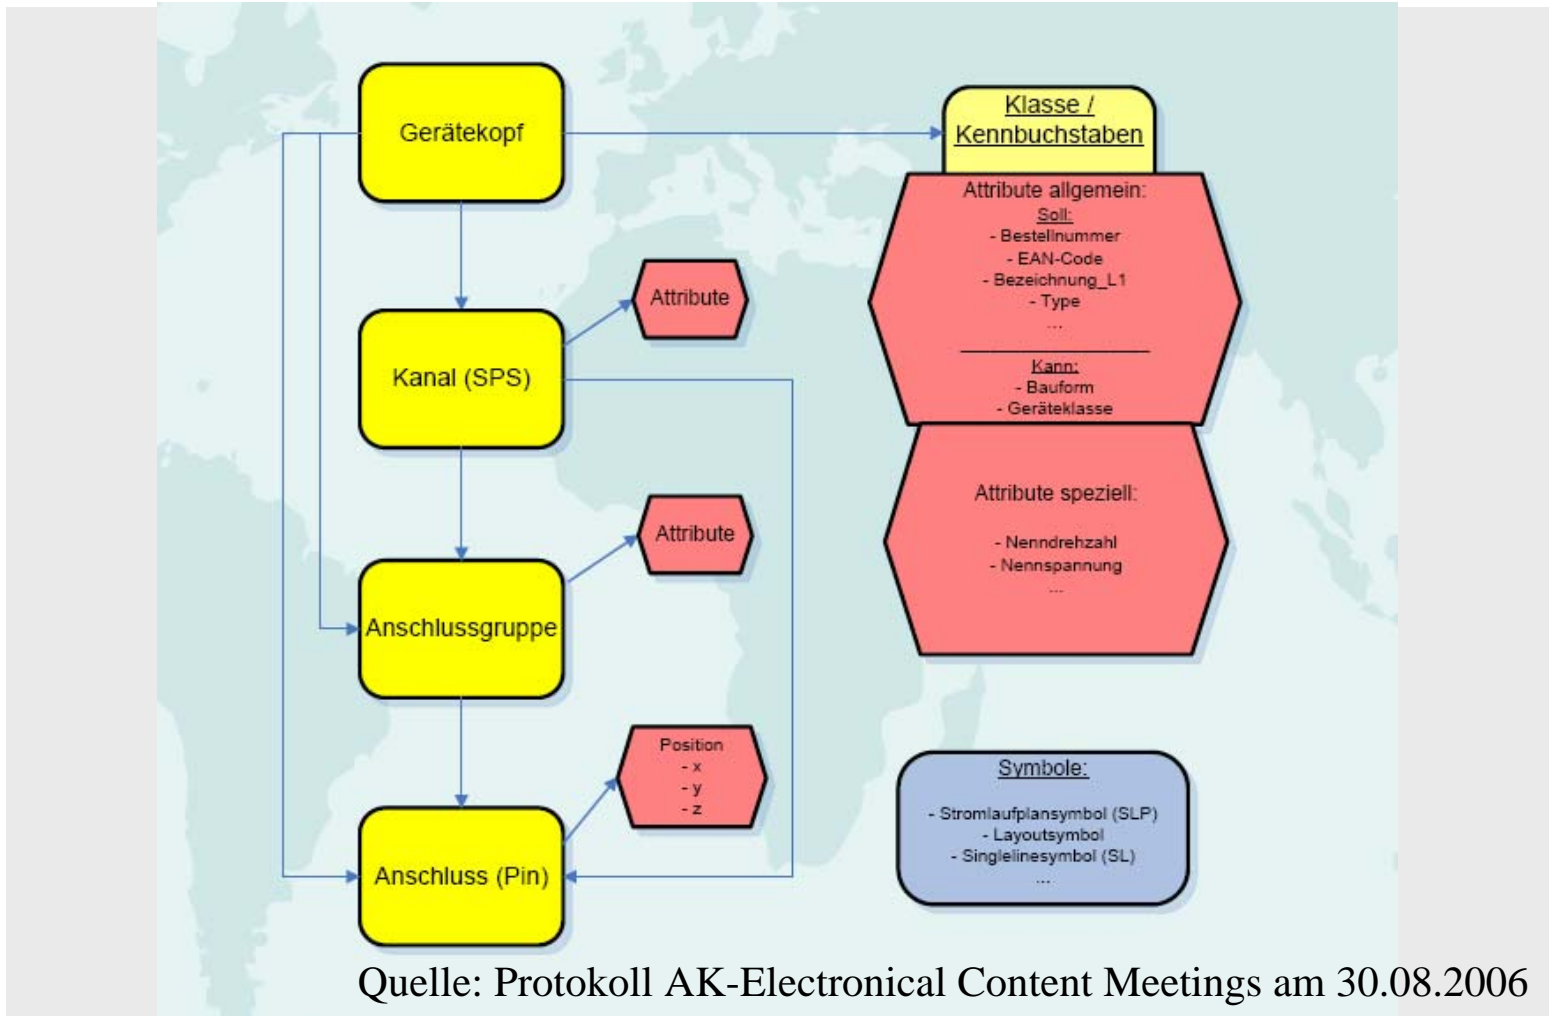 Gerätekopf
Klasse /
Kennbuchstaben
Attribute allgemein:
Soll:
- Bestellnummer
- EAN-Code
- Bezeichnung_L1
- Type
...
Kann:
- Bauform
- Geräteklasse
Attribute speziell:
- Nenndrehzahl
- Nennspannung
...
Attribute
Kanal (SPS)
Attribute
Anschlussgruppe
Position
- x
- y
- z
Anschluss (Pin)
Symbole:
- Stromlaufplansymbol (SLP)
- Layoutsymbol
- Singlelinesymbol (SL)
...
Quelle: Protokoll AK-Electronical Content Meetings am 30.08.2006